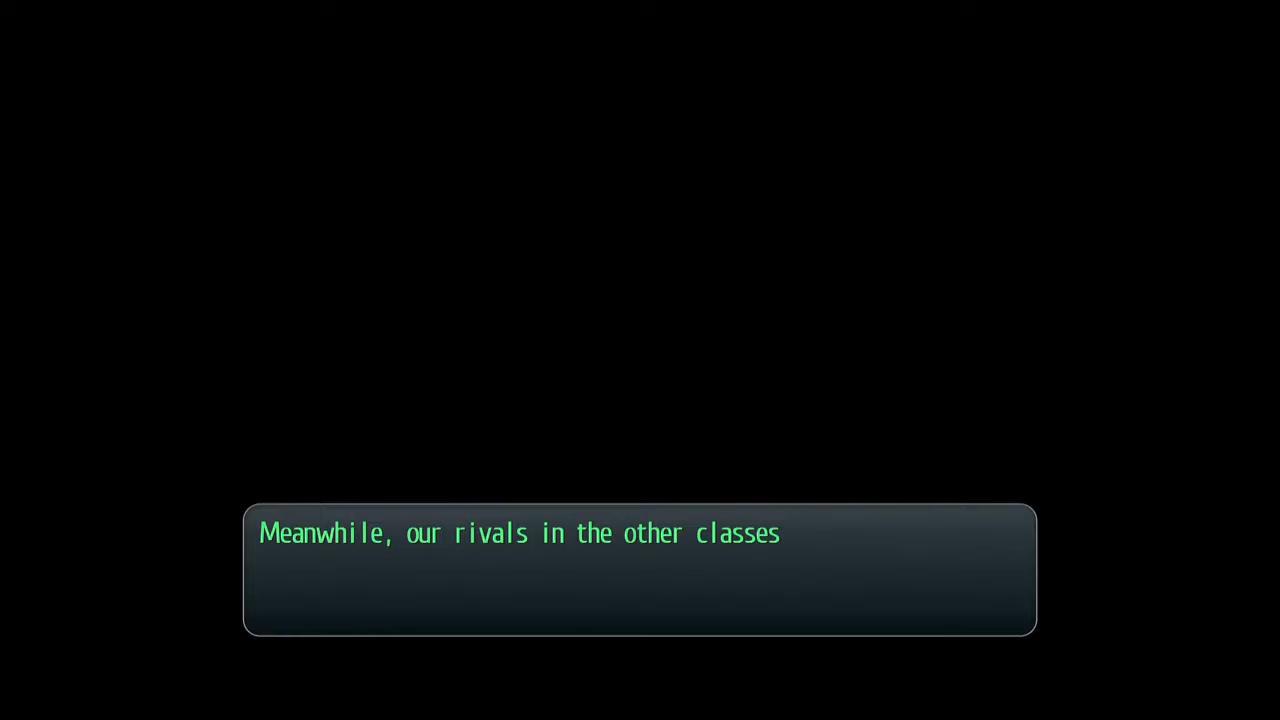 Meanwhile, our rivals in the other classes